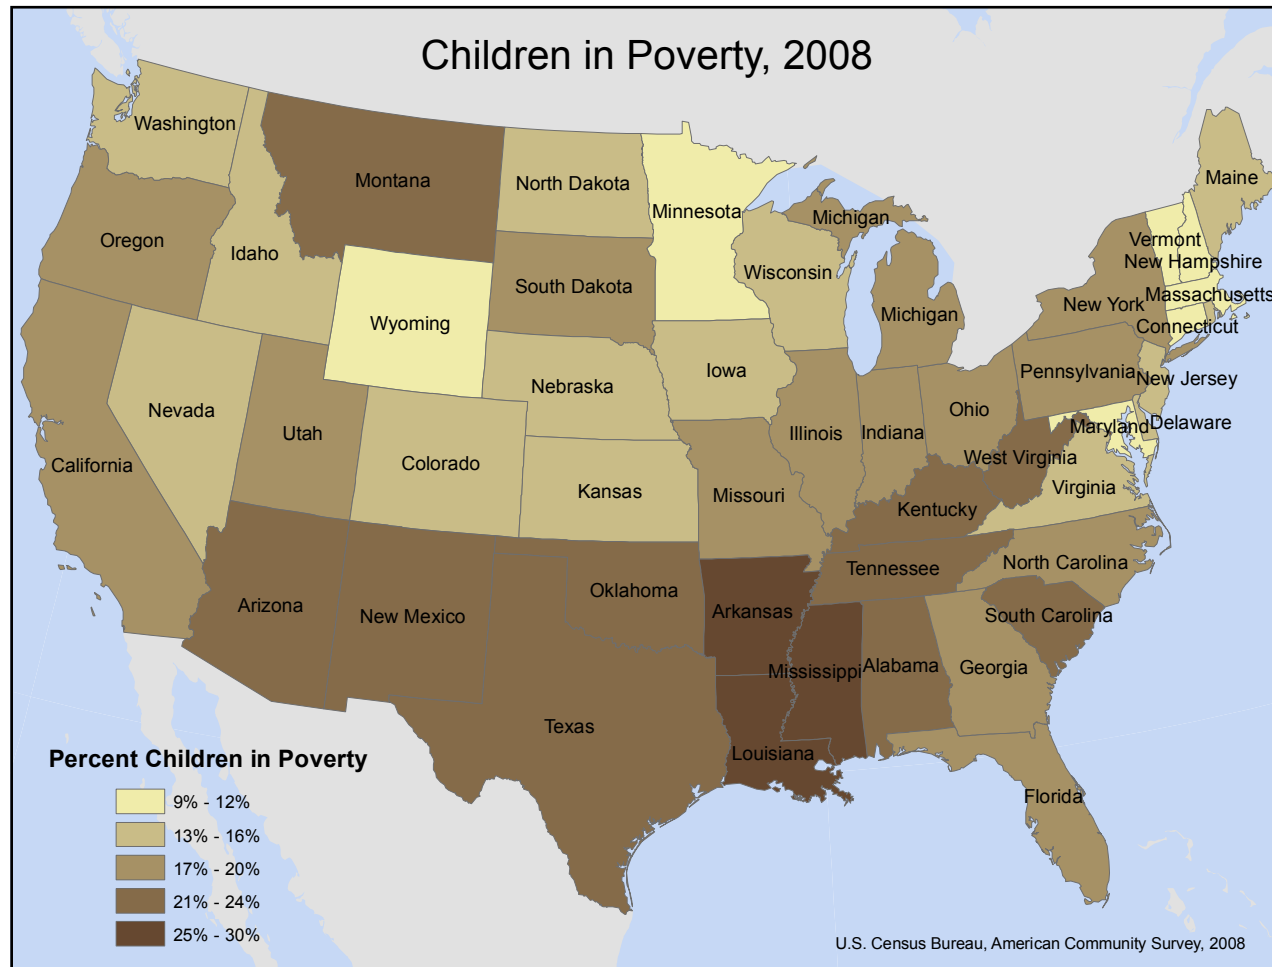 Children in Poverty, 2008
Washington
Montana
North Dakota
Minnesota
Michigan
Maine
Oregon
Idaho
Wisconsin
Vermont
New Hampshire
South Dakota
Wyoming
Michigan
New York
Massachusetts
Connecticut
Iowa
Nebraska
Pennsylvania
New Jersey
Nevada
Utah
Ohio
Illinois
Indiana
Maryland
Delaware
California
Colorado
West Virginia
Kansas
Missouri
Virginia
Kentucky
North Carolina
Tennessee
Oklahoma
Arizona
New Mexico
Arkansas
South Carolina
Mississippi
Alabama
Georgia
Texas
Louisiana
Florida
Percent Children in Poverty
9% - 12%
13% - 16%
17% - 20%
21% - 24%
25% - 30%
U.S. Census Bureau, American Community Survey, 2008